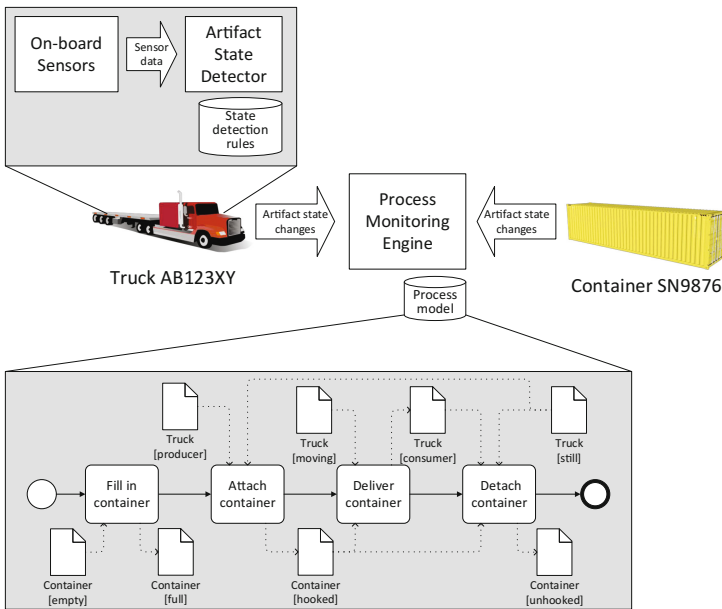 On-board
Sensors
Sensor
data
Artifact
State
Detector
State
detection
rules
Artifact state
changes
Process
Monitoring
Engine
Artifact state
changes
Truck AB123XY
Container SN9876
Process
model
Truck
[producer]
Truck
[moving]
Truck
[consumer]
Truck
[still]
Fill in
container
Attach
container
Deliver
container
Detach
container
Container
[empty]
Container
[full]
Container
[hooked]
Container
[unhooked]